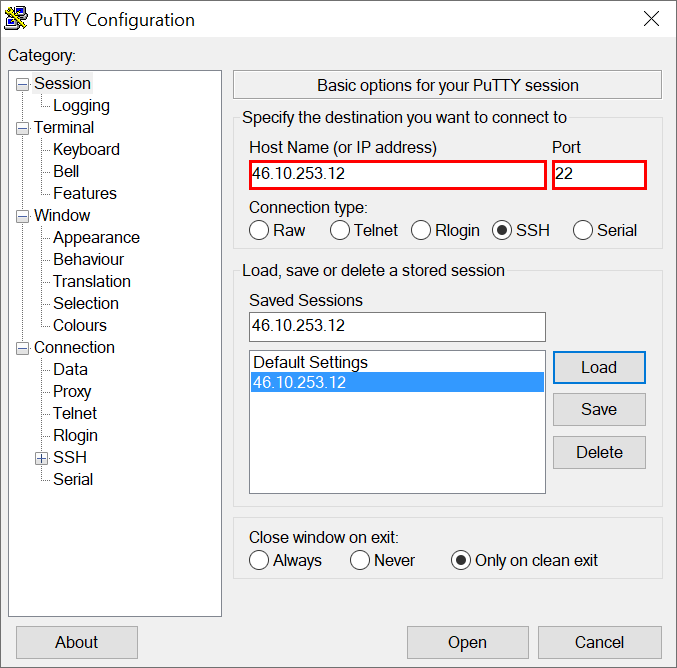 PuTTY Configuration
Category:
Session
Logging
Terminal
Keyboard
Bell
Features
Window
Appearance
Behaviour
Translation
Selection
Colours
Connection
Data
Proxy
Telnet
Rlogin
SSH
Serial
Basic options for your PuTTY session
Specify the destination you want to connect to
Host Name (or IP address) Port
46.10.253.12 22
Connection type:
Raw Telnet Rlogin SSH Serial
Load, save or delete a stored session
Saved Sessions
46.10.253.12
Default Settings
46.10.253.12
Load
Save
Delete
Close window on exit:
Always Never Only on clean exit
About Open Cancel